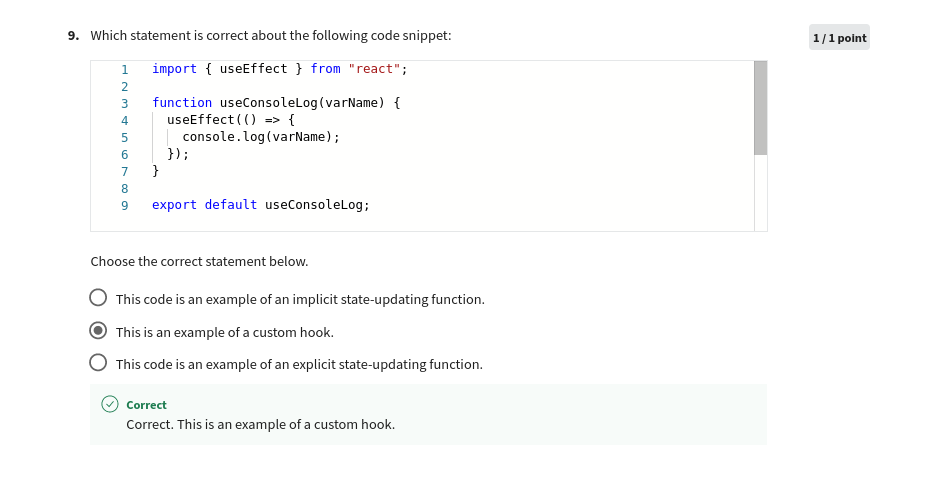 9. Which statement is correct about the following code snippet:
1 / 1 point
1 import { useEffect } from "react";
2
3 function useConsoleLog(varName) {
4   useEffect(() => {
5     console.log(varName);
6   });
7 }
8
9 export default useConsoleLog;
Choose the correct statement below.
This code is an example of an implicit state-updating function.
This is an example of a custom hook.
This code is an example of an explicit state-updating function.
Correct
Correct. This is an example of a custom hook.